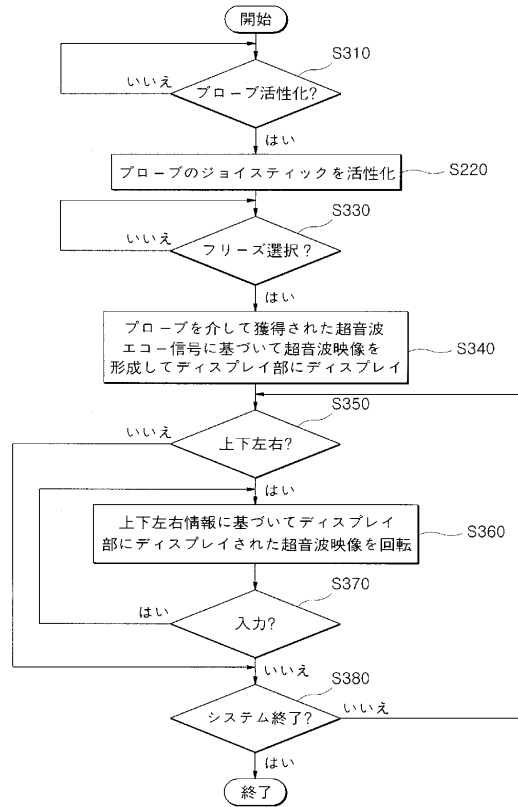 開始
S310
プローブ活性化?
いいえ
はい
プローブのジョイスティックを活性化
S220
S330
フリーズ選択?
いいえ
はい
プローブを介して獲得された超音波
エコー信号に基づいて超音波映像を
形成してディスプレイ部にディスプレイ
S340
S350
上下左右?
いいえ
はい
上下左右情報に基づいてディスプレイ
部にディスプレイされた超音波映像を回転
S360
S370
入力?
はい
いいえ
S380
システム終了?
いいえ
はい
終了